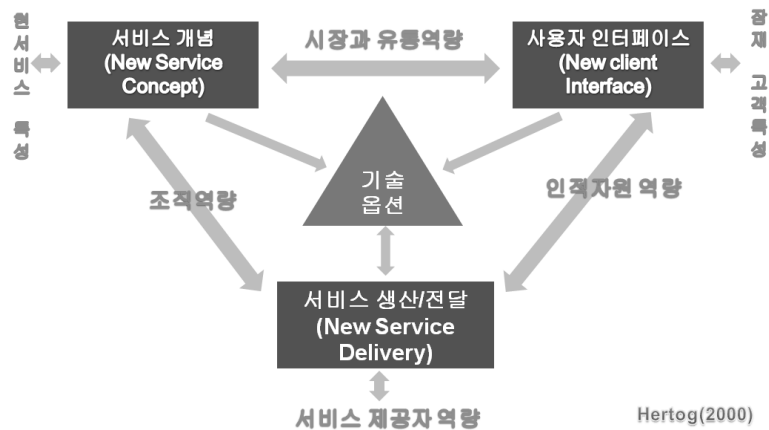 현서비스 특성
서비스 개념
(New Service
Concept)
시장과 유통역량
사용자 인터페이스
(New client
Interface)
잠재 고객특성
기술
옵션
조직역량
인적자원 역량
서비스 생산/전달
(New Service
Delivery)
서비스 제공자 역량
Hertog(2000)